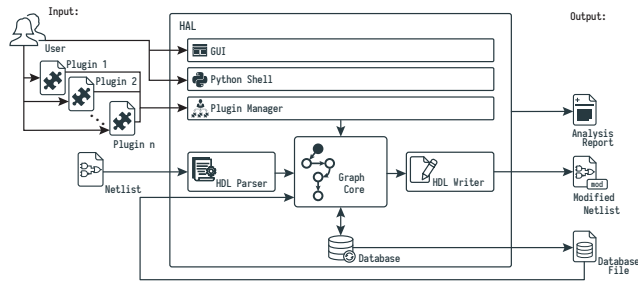 Input:
HAL
Output:
User
GUI
Plugin 1
Python Shell
Plugin 2
Plugin Manager
Plugin n
Analysis
Report
HDL Parser
Graph
Core
HDL Writer
Netlist
mod
Modified
Netlist
Database
Database
File